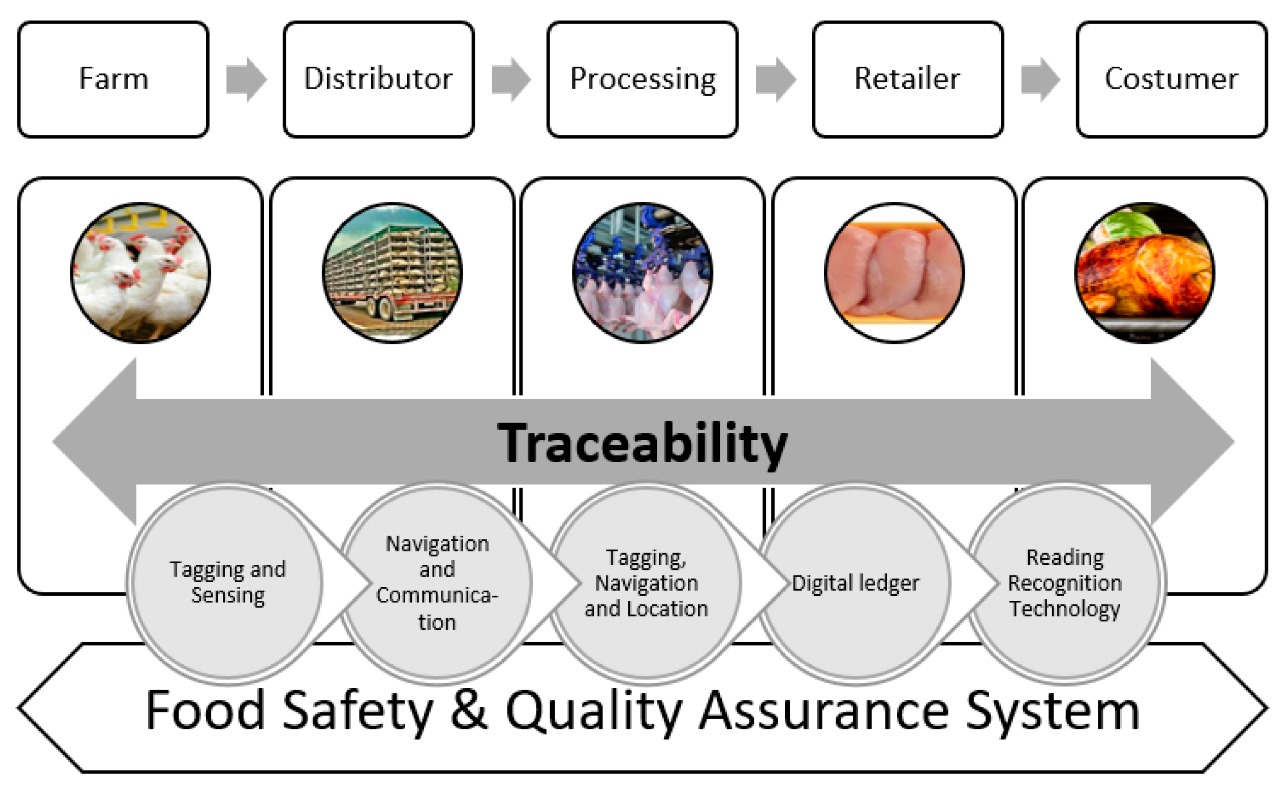 Farm
Distributor
Processing
Retailer
Costumer
Traceability
Tagging and
Sensing
Navigation
and
Communica-
tion
Tagging,
Navigation
and Location
Digital ledger
Reading
Recognition
Technology
Food Safety & Quality Assurance System